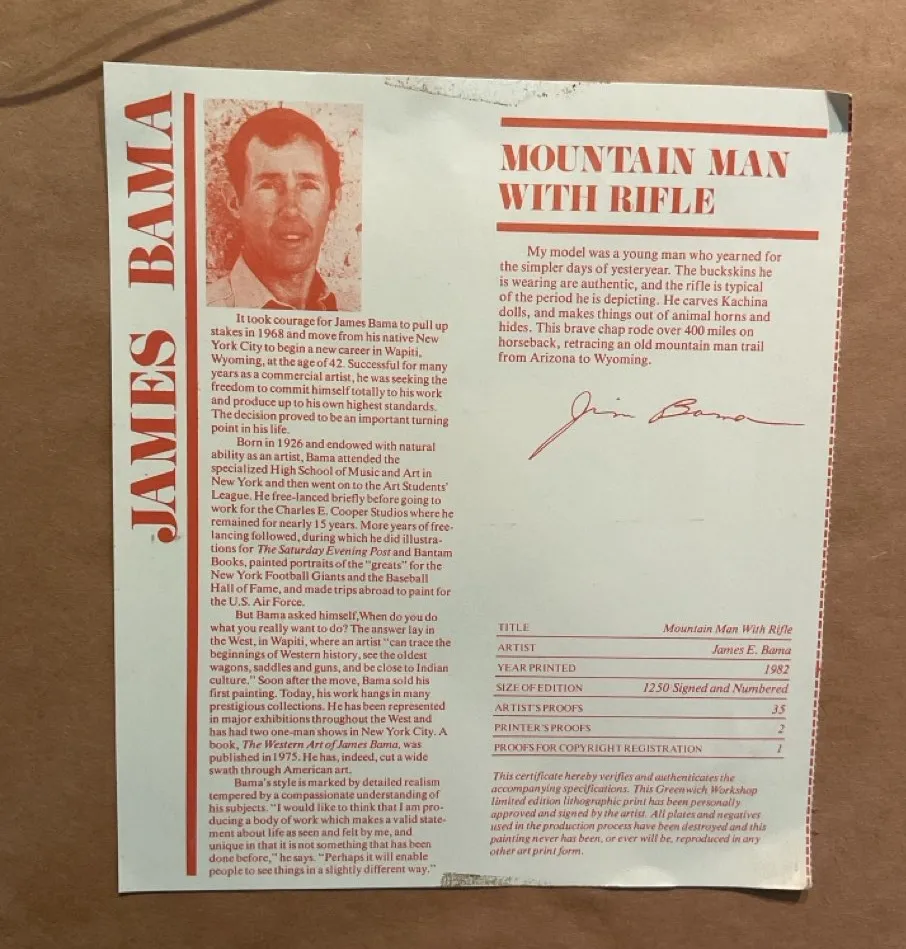 JAMES BAMA
It took courage for James Bama to pull up
stakes in 1968 and move from his native New
York City to begin a new career in Wapiti,
Wyoming, at the age of 42. Successful for many
years as a commercial artist, he was seeking the
freedom to commit himself totally to his work
and produce up to his own highest standards.
The decision proved to be an important turning
point in his life.
Born in 1926 and endowed with natural
ability as an artist, Bama attended the
specialized High School of Music and Art in
New York and then went on to the Art Students'
League. He free-lanced briefly before going to
work for the Charles E. Cooper Studios where he
remained for nearly 15 years. More years of free-
lancing followed, during which he did illustra-
tions for The Saturday Evening Post and Bantam
Books, painted portraits of the "greats" for the
New York Football Giants and the Baseball
Hall of Fame, and made trips abroad to paint for
the U.S. Air Force.
But Bama asked himself,When do you do
what you really want to do? The answer lay in
the West, in Wapiti, where an artist "can trace the
beginnings of Western history, see the oldest
wagons, saddles and guns, and be close to Indian
culture." Soon after the move, Bama sold his
first painting. Today, his work hangs in many
prestigious collections. He has been represented
in major exhibitions throughout the West and
has had two one-man shows in New York City. A
book, The Western Art of James Bama, was
published in 1975. He has, indeed, cut a wide
swath through American art.
Bama's style is marked by detailed realism
tempered by a compassionate understanding of
his subjects. "I would like to think that I am pro-
ducing a body of work which makes a valid state-
ment about life as seen and felt by me, and
unique in that it is not something that has been
done before," he says. "Perhaps it will enable
people to see things in a slightly different way."
MOUNTAIN MAN
WITH RIFLE
My model was a young man who yearned for
the simpler days of yesteryear. The buckskins he
is wearing are authentic, and the rifle is typical
of the period he is depicting. He carves Kachina
dolls, and makes things out of animal horns and
hides. This brave chap rode over 400 miles on
horseback, retracing an old mountain man trail
from Arizona to Wyoming.
Jim Bama
TITLE Mountain Man With Rifle
ARTIST James E. Bama
YEAR PRINTED 1982
SIZE OF EDITION 1250 Signed and Numbered
ARTIST'S PROOFS 35
PRINTER'S PROOFS 2
PROOFS FOR COPYRIGHT REGISTRATION 1
This certificate hereby verifies and authenticates the
accompanying specifications. This Greenwich Workshop
limited edition lithographic print has been personally
approved and signed by the artist. All plates and negatives
used in the production process have been destroyed and this
painting never has been, or ever will be, reproduced in any
other art print form.